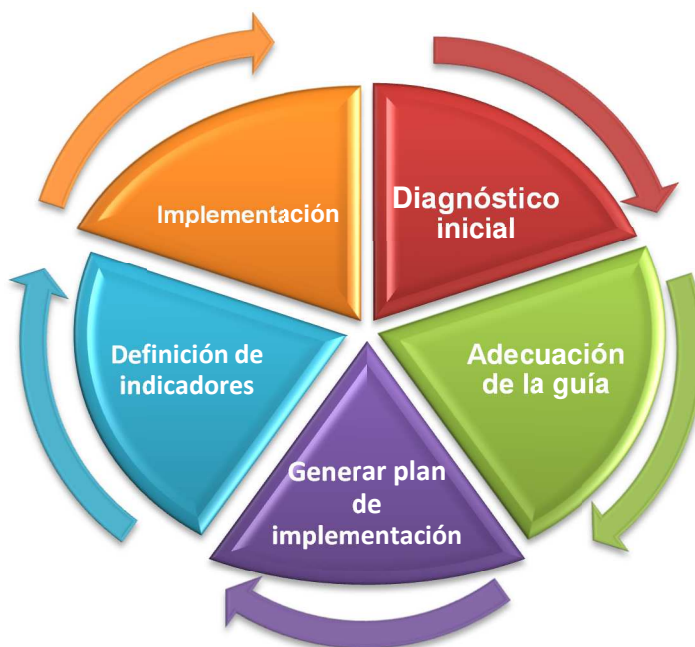 Diagnóstico
inicial
Adecuación
de la guía
Generar plan
de
implementación
Definición de
indicadores
Implementación